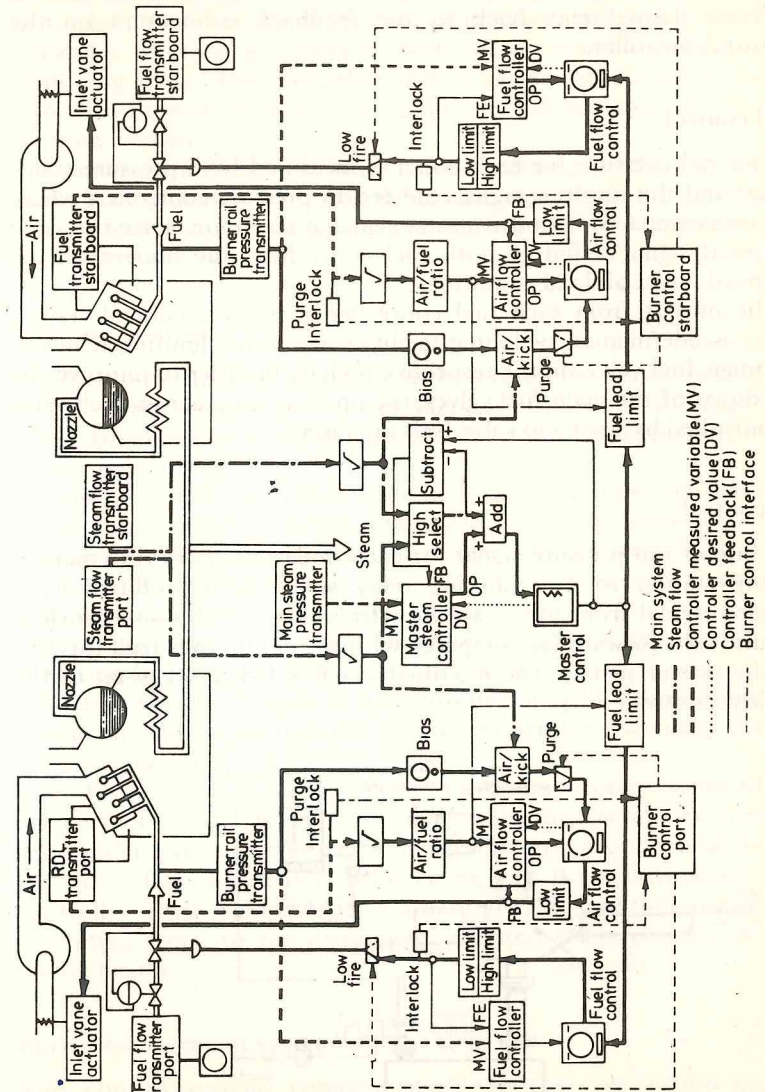 Air
Inlet vane
actuator
RDL
transmitter
port
Fuel flow
transmitter
port
Fuel
Nozzle
Burner rail
pressure
transmitter
Steam flow
transmitter
port
Steam flow
transmitter
starboard
Nozzle
Air
Fuel
transmitter
starboard
Inlet vane
actuator
Fuel flow
transmitter
starboard
Fuel
Burner rail
pressure
transmitter
Steam
Main steam
pressure
transmitter
Purge
Interlock
√
Air/fuel
ratio
Bias
Air/
kick
Purge
MV
Air flow
controller
OP
DV
FB
Low
limit
Air flow
control
Low
fire
Interlock
Low limit
High limit
FE
MV
Fuel flow
controller
Fuel flow
control
Burner
control
port
√
MV
Master
steam
controller
FB
DV
OP
High
select
Subtract
-
+
Add
+
Master
control
Fuel lead
limit
√
Fuel lead
limit
Purge
Interlock
√
Air/fuel
ratio
Bias
Air/
kick
Purge
MV
Air flow
controller
OP
DV
FB
Low
limit
Air flow
control
Low
fire
Interlock
Low limit
High limit
FE
MV
Fuel flow
controller
OP
DV
Fuel flow
control
Burner
control
starboard
Main system
Steam flow
Controller measured variable(MV)
Controller desired value(DV)
Controller feedback(FB)
Burner control interface